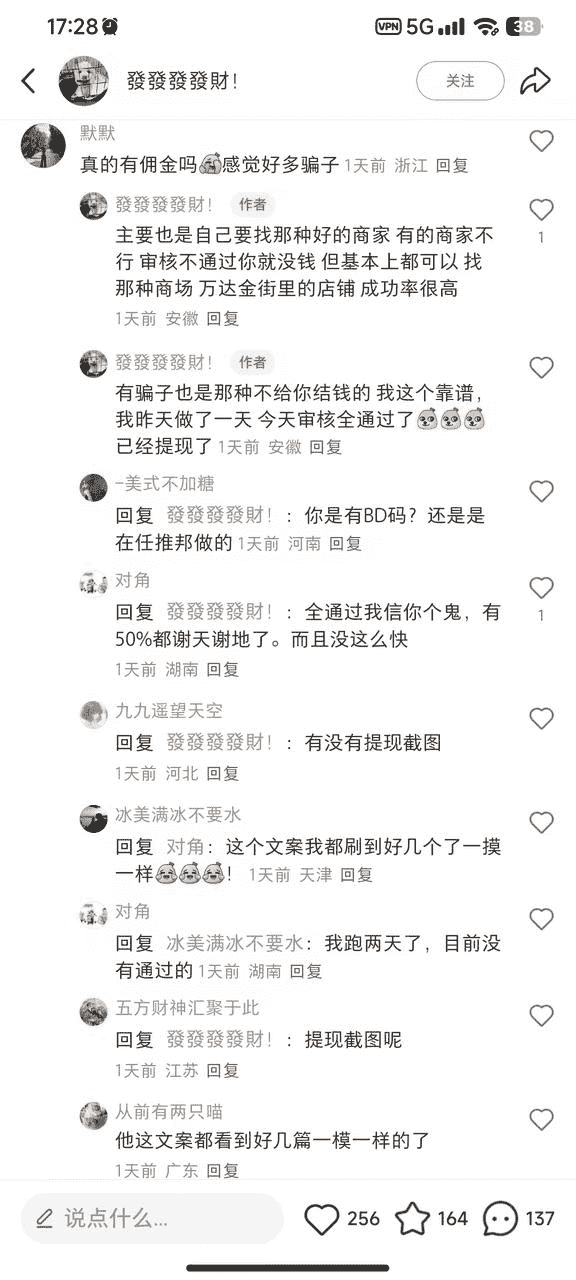 17:28
VPN 5G 38
發發發發財！
关注
默默
真的有佣金吗感觉好多骗子 1天前 浙江 回复
發發發發財！ 作者
主要也是自己要找那种好的商家 有的商家不
行 审核不通过你就没钱 但基本上都可以 找
那种商场 万达金街里的店铺 成功率很高
1
1天前 安徽 回复
發發發發財！ 作者
有骗子也是那种不给你结钱的 我这个靠谱，
我昨天做了一天 今天审核全通过了
已经提现了 1天前 安徽 回复
-美式不加糖
回复 發發發發財！：你是有BD码？还是是
在任推邦做的 1天前 河南 回复
对角
回复 發發發發財！：全通过我信你个鬼，有
50%都谢天谢地了。而且没这么快
1
1天前 湖南 回复
九九遥望天空
回复 發發發發財！：有没有提现截图
1天前 河北 回复
冰美满冰不要水
回复 对角：这个文案我都刷到好几个了一摸
一样！ 1天前 天津 回复
对角
回复 冰美满冰不要水：我跑两天了，目前没
有通过的 1天前 湖南 回复
五方财神汇聚于此
回复 發發發發財！：提现截图呢
1天前 江苏 回复
从前有两只喵
他这文案都看到好几篇一模一样的了
1天前 广东 回复
说点什么... 256 164 137